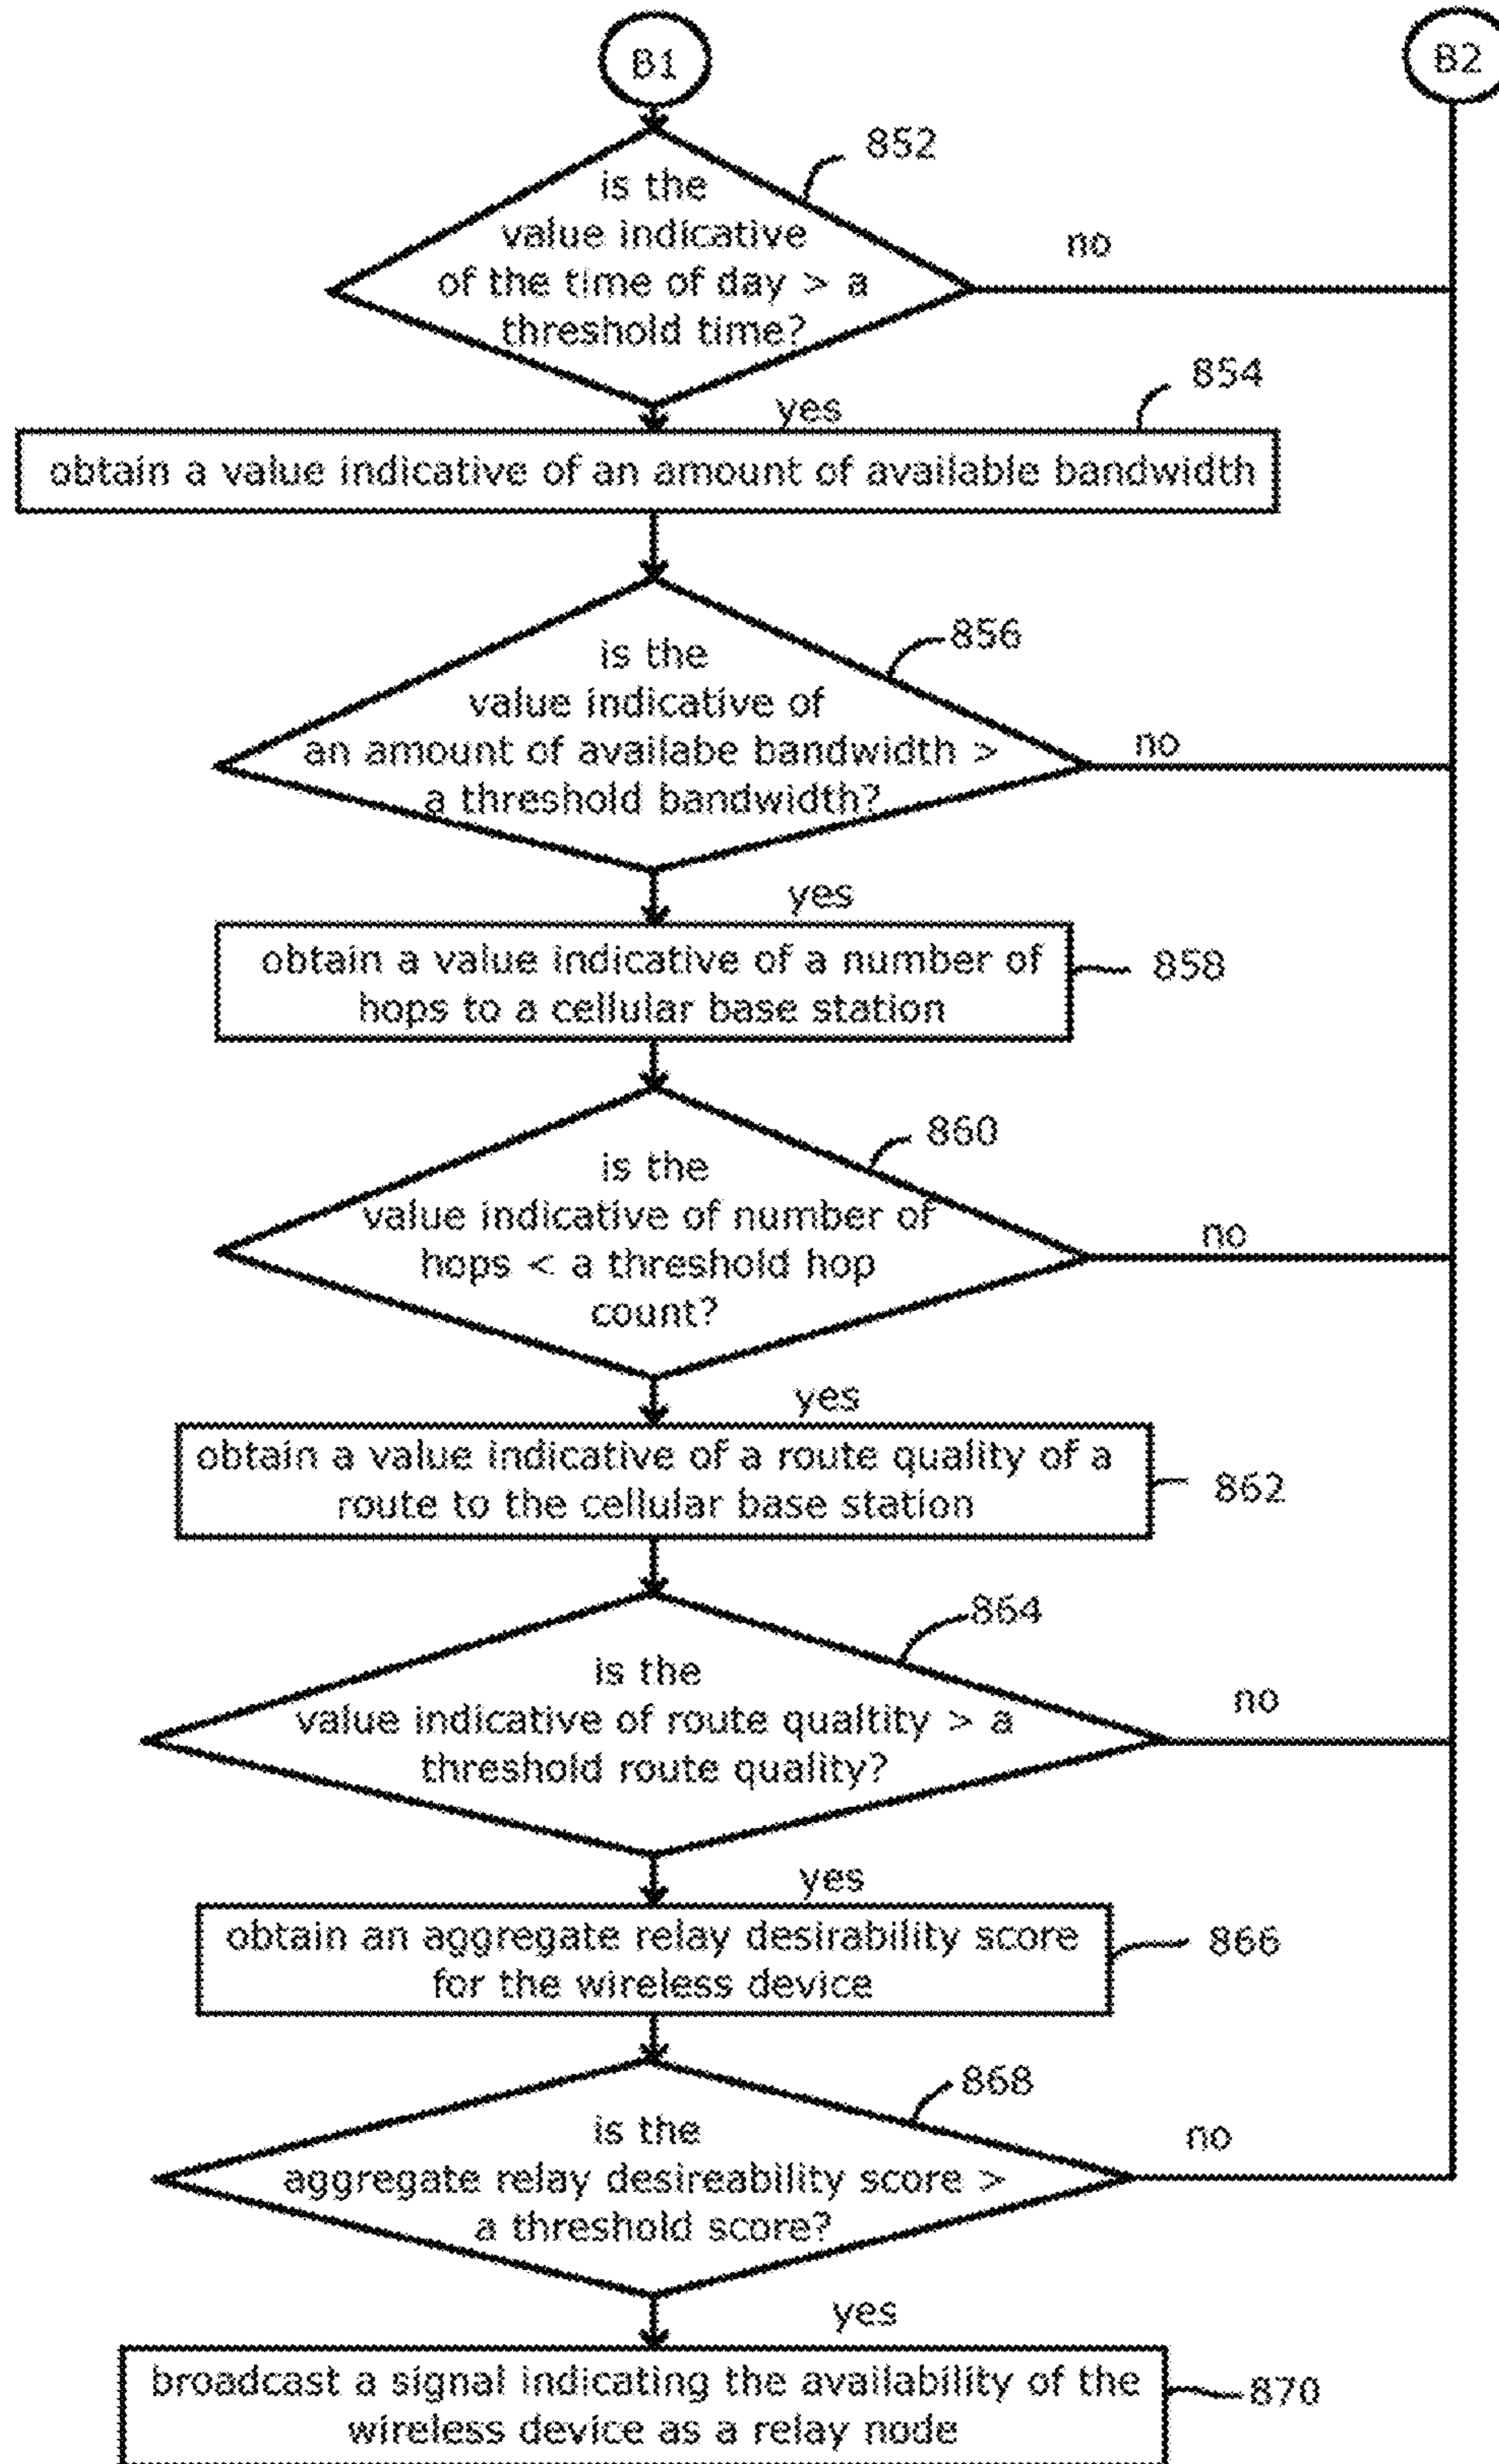 B1
B2
852
is the
value indicative
of the time of day > a
threshold time?
no
yes
854
obtain a value indicative of an amount of available bandwidth
856
is the
value indicative of
an amount of availabe bandwidth >
a threshold bandwidth?
no
yes
obtain a value indicative of a number of
hops to a cellular base station
858
860
is the
value indicative of number of
hops < a threshold hop
count?
no
yes
obtain a value indicative of a route quality of a
route to the cellular base station
862
864
is the
value indicative of route qualtity > a
threshold route quality?
no
yes
obtain an aggregate relay desirability score
for the wireless device
866
868
is the
aggregate relay desireability score >
a threshold score?
no
yes
broadcast a signal indicating the availability of the
wireless device as a relay node
870